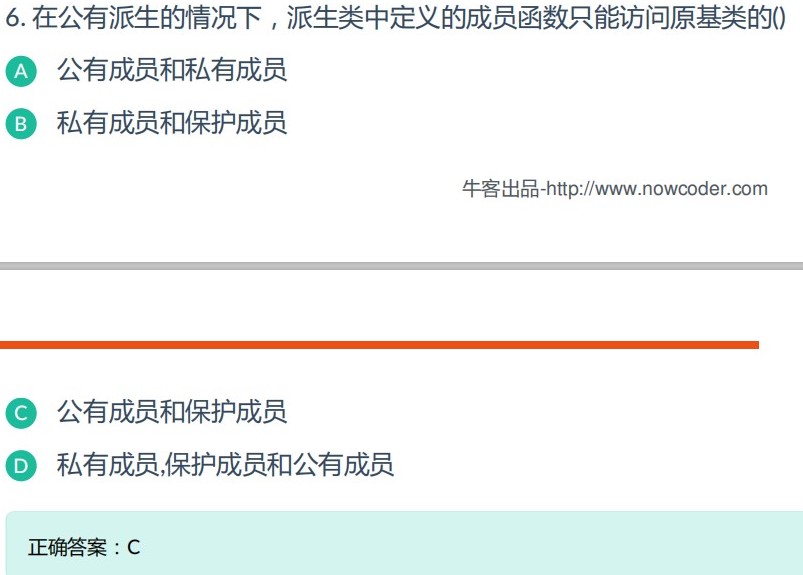 6. 在公有派生的情况下，派生类中定义的成员函数只能访问原基类的()
A 公有成员和私有成员
B 私有成员和保护成员
牛客出品-http://www.nowcoder.com
C 公有成员和保护成员
D 私有成员,保护成员和公有成员
正确答案：C